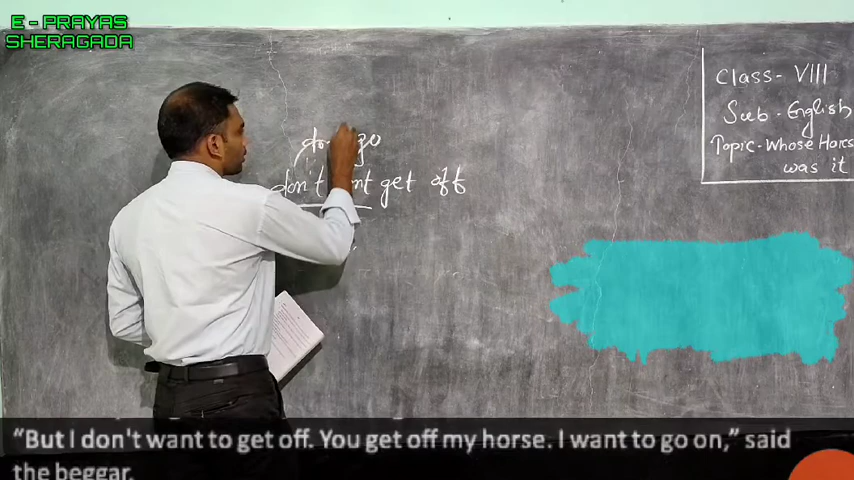 E - PRAYAS
SHERAGADA
Class- VIII
Sub - English
Topic-Whose Horse
was it
go
don't get off
“But I don't want to get off. You get off my horse. I want to go on,” said
the beggar.